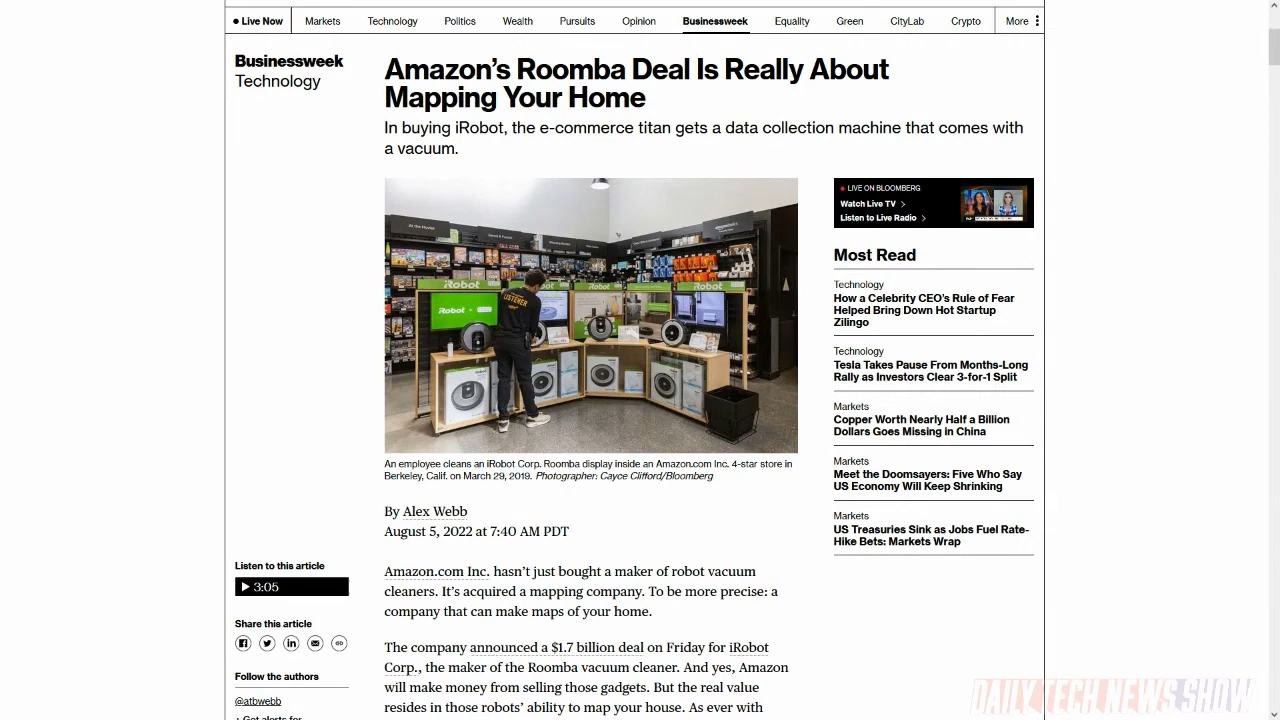 Live Now
Markets
Technology
Politics
Wealth
Pursuits
Opinion
Businessweek
Equality
Green
CityLab
Crypto
More
Businessweek
Technology
Amazon's Roomba Deal Is Really About
Mapping Your Home
In buying iRobot, the e-commerce titan gets a data collection machine that comes with
a vacuum.
iRobot
iRobot
iRobot
iRobot
LISTENER
iRobot
An employee cleans an iRobot Corp. Roomba display inside an Amazon.com Inc. 4-star store in
Berkeley, Calif. on March 29, 2019. Photographer: Cayce Clifford/Bloomberg
By Alex Webb
August 5, 2022 at 7:40 AM PDT
Listen to this article
3:05
Share this article
Follow the authors
@atbwebb
+ Get alerts for
Amazon.com Inc. hasn't just bought a maker of robot vacuum
cleaners. It's acquired a mapping company. To be more precise: a
company that can make maps of your home.
The company announced a $1.7 billion deal on Friday for iRobot
Corp., the maker of the Roomba vacuum cleaner. And yes, Amazon
will make money from selling those gadgets. But the real value
resides in those robots' ability to map your house. As ever with
LIVE ON BLOOMBERG
Watch Live TV
Listen to Live Radio
Most Read
Technology
How a Celebrity CEO's Rule of Fear
Helped Bring Down Hot Startup
Zilingo
Technology
Tesla Takes Pause From Months-Long
Rally as Investors Clear 3-for-1 Split
Markets
Copper Worth Nearly Half a Billion
Dollars Goes Missing in China
Markets
Meet the Doomsayers: Five Who Say
US Economy Will Keep Shrinking
Markets
US Treasuries Sink as Jobs Fuel Rate-
Hike Bets: Markets Wrap
DAILY TECH NEWS SHOW